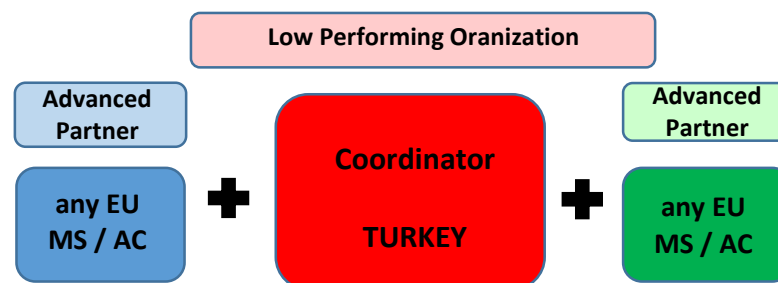 Low Performing Oranization
Advanced
Partner
Advanced
Partner
Coordinator
TURKEY
any EU
MS / AC
any EU
MS / AC